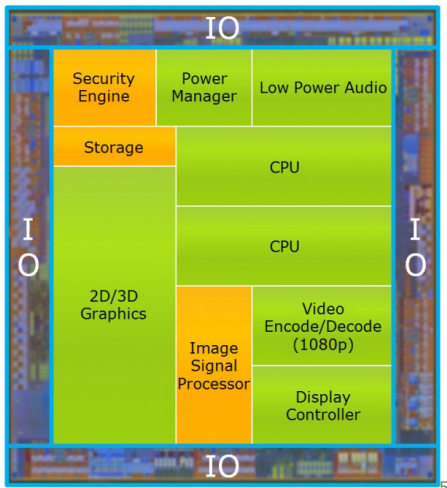 IO
Security
Engine
Power
Manager
Low Power Audio
Storage
CPU
I
O
I
O
CPU
2D/3D
Graphics
Image
Signal
Processor
Video
Encode/Decode
(1080p)
Display
Controller
IO